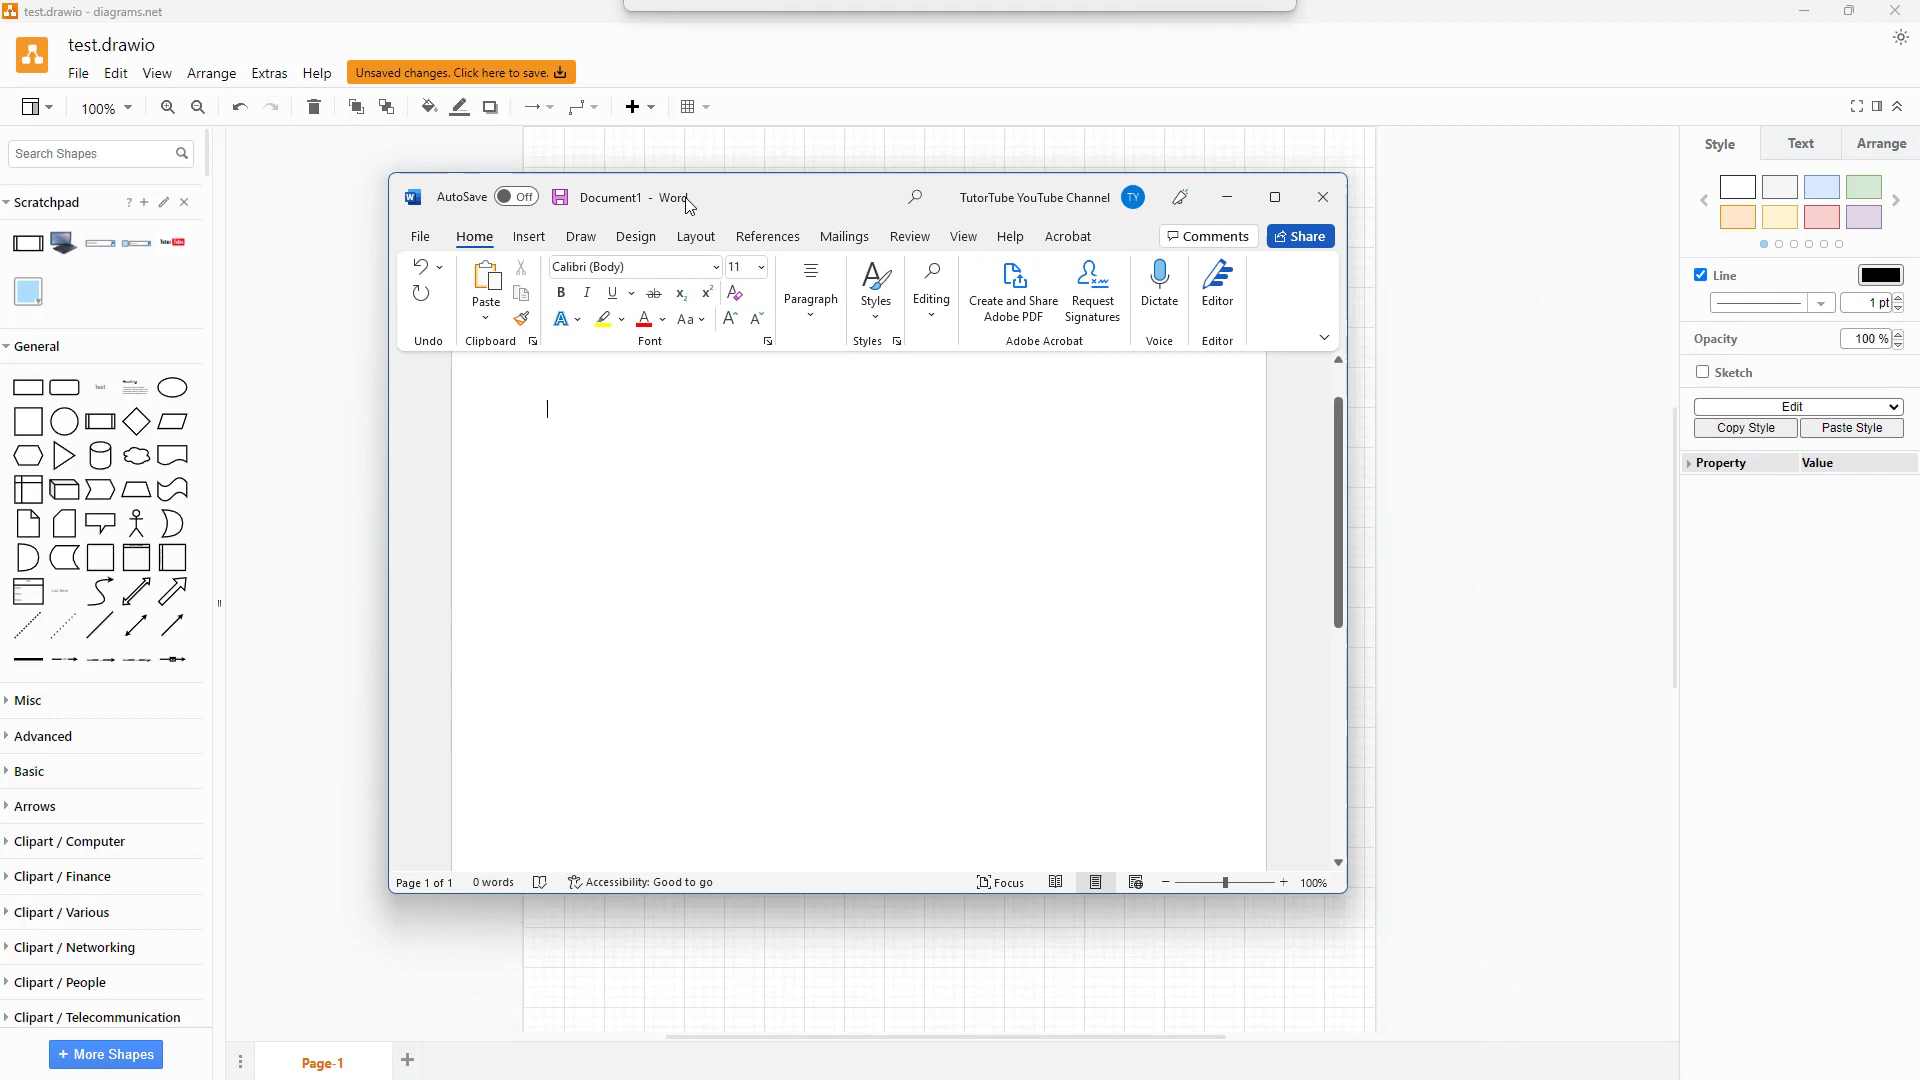 test.drawio - diagrams.net
test.drawio
File Edit View Arrange Extras Help Unsaved changes. Click here to save.
100%
Search Shapes
Scratchpad ?
General
Text Heading
Misc
Advanced
Basic
Arrows
Clipart / Computer
Clipart / Finance
Clipart / Various
Clipart / Networking
Clipart / People
Clipart / Telecommunication
+ More Shapes
AutoSave Off Document1 - Word TutorTube YouTube Channel TY
File Home Insert Draw Design Layout References Mailings Review View Help Acrobat Comments Share
Calibri (Body) 11
Paste Paragraph Styles Editing Create and Share Adobe PDF Request Signatures Dictate Editor
Undo Clipboard Font Styles Adobe Acrobat Voice Editor
Page 1 of 1 0 words Accessibility: Good to go Focus 100%
Page-1
Style Text Arrange
Line
1 pt
Opacity 100 %
Sketch
Edit
Copy Style Paste Style
Property Value